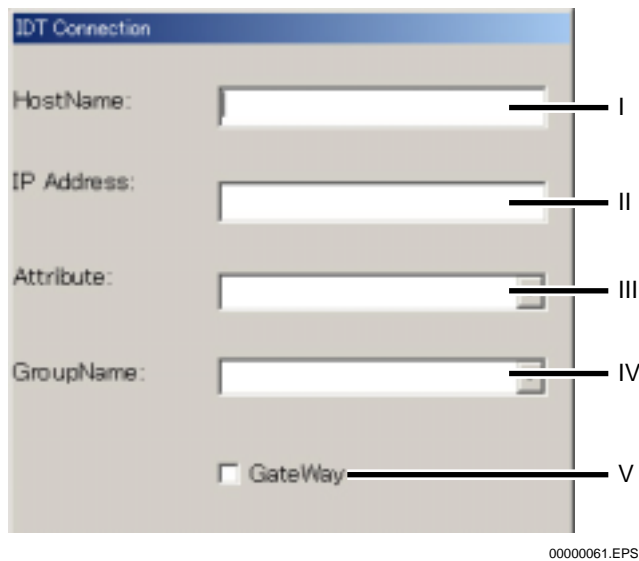 IDT Connection
HostName:
I
IP Address:
II
Attribute:
III
GroupName:
IV
GateWay
V
00000061.EPS